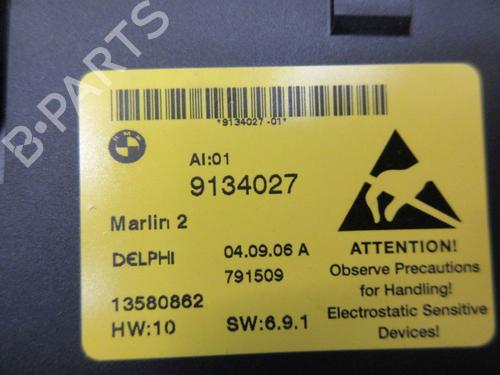 *9134027-01*
BMW
AI:01
9134027
Marlin 2
DELPHI 04.09.06 A
791509
13580862
HW:10 SW:6.9.1
ATTENTION!
Observe Precautions
for Handling!
Electrostatic Sensitive
Devices!
B-PARTS